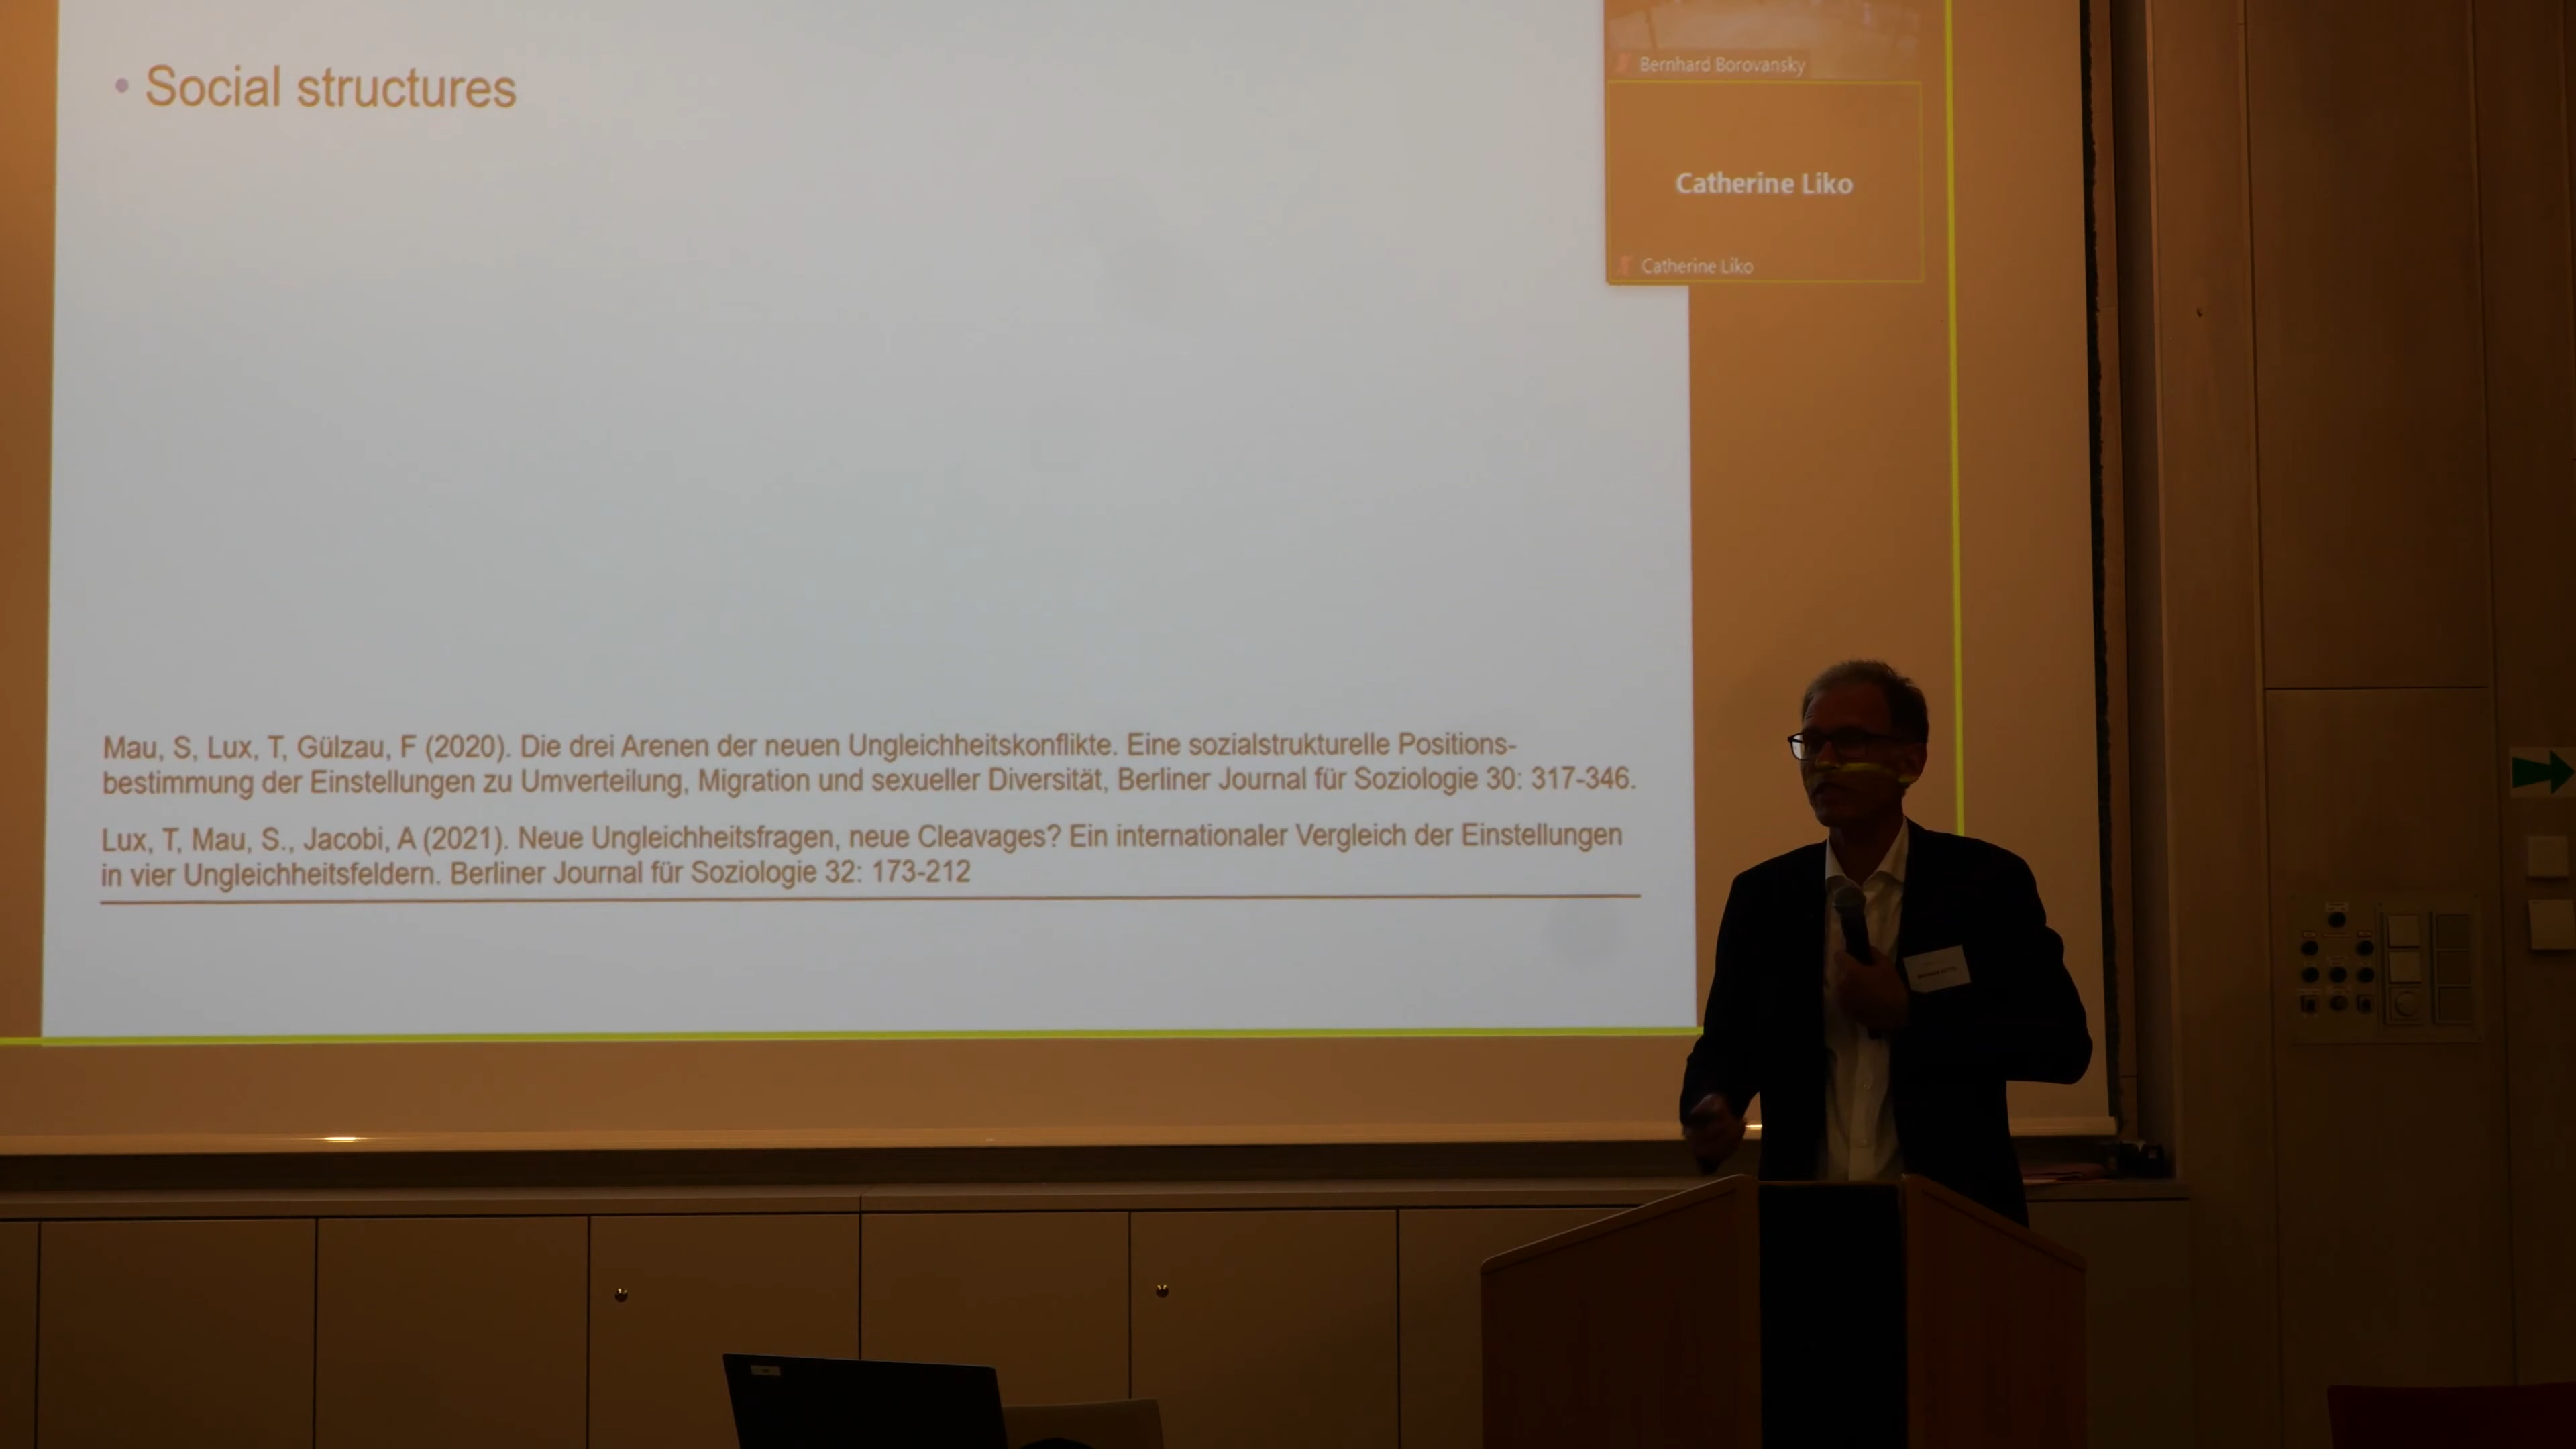 • Social structures
Bernhard Borovansky
Catherine Liko
Catherine Liko
Mau, S, Lux, T, Gülzau, F (2020). Die drei Arenen der neuen Ungleichheitskonflikte. Eine sozialstrukturelle Positions-
bestimmung der Einstellungen zu Umverteilung, Migration und sexueller Diversität, Berliner Journal für Soziologie 30: 317-346.
Lux, T, Mau, S., Jacobi, A (2021). Neue Ungleichheitsfragen, neue Cleavages? Ein internationaler Vergleich der Einstellungen
in vier Ungleichheitsfeldern. Berliner Journal für Soziologie 32: 173-212